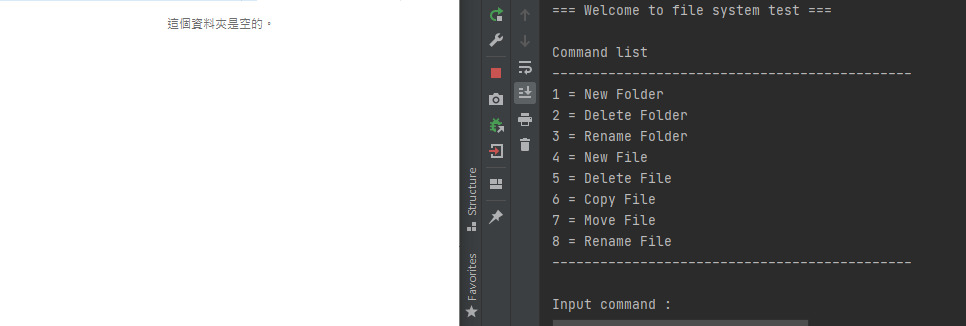 這個資料夾是空的。
Structure
Favorites
=== Welcome to file system test ===
Command list
---------------------------------------------
1 = New Folder
2 = Delete Folder
3 = Rename Folder
4 = New File
5 = Delete File
6 = Copy File
7 = Move File
8 = Rename File
---------------------------------------------
Input command :